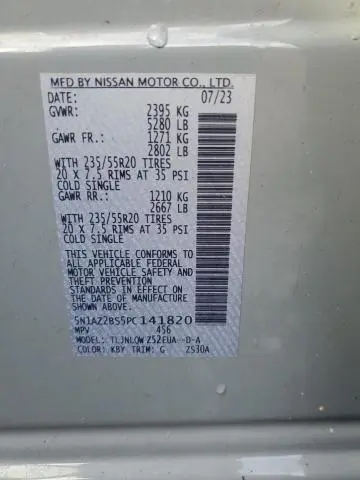 MFD BY NISSAN MOTOR CO., LTD.
DATE: 07/23
GVWR: 2395 KG
5280 LB
GAWR FR.: 1271 KG
2802 LB
WITH 235/55R20 TIRES
20 X 7.5 RIMS AT 35 PSI
COLD SINGLE
GAWR RR.: 1210 KG
2667 LB
WITH 235/55R20 TIRES
20 X 7.5 RIMS AT 35 PSI
COLD SINGLE
THIS VEHICLE CONFORMS TO
ALL APPLICABLE FEDERAL
MOTOR VEHICLE SAFETY AND
THEFT PREVENTION
STANDARDS IN EFFECT ON
THE DATE OF MANUFACTURE
SHOWN ABOVE.
5N1AZ2BS5PC141820
MPV 456
MODEL: TLJNLQWZ52EUA--D-A
COLOR: KBY TRIM: G ZS30A